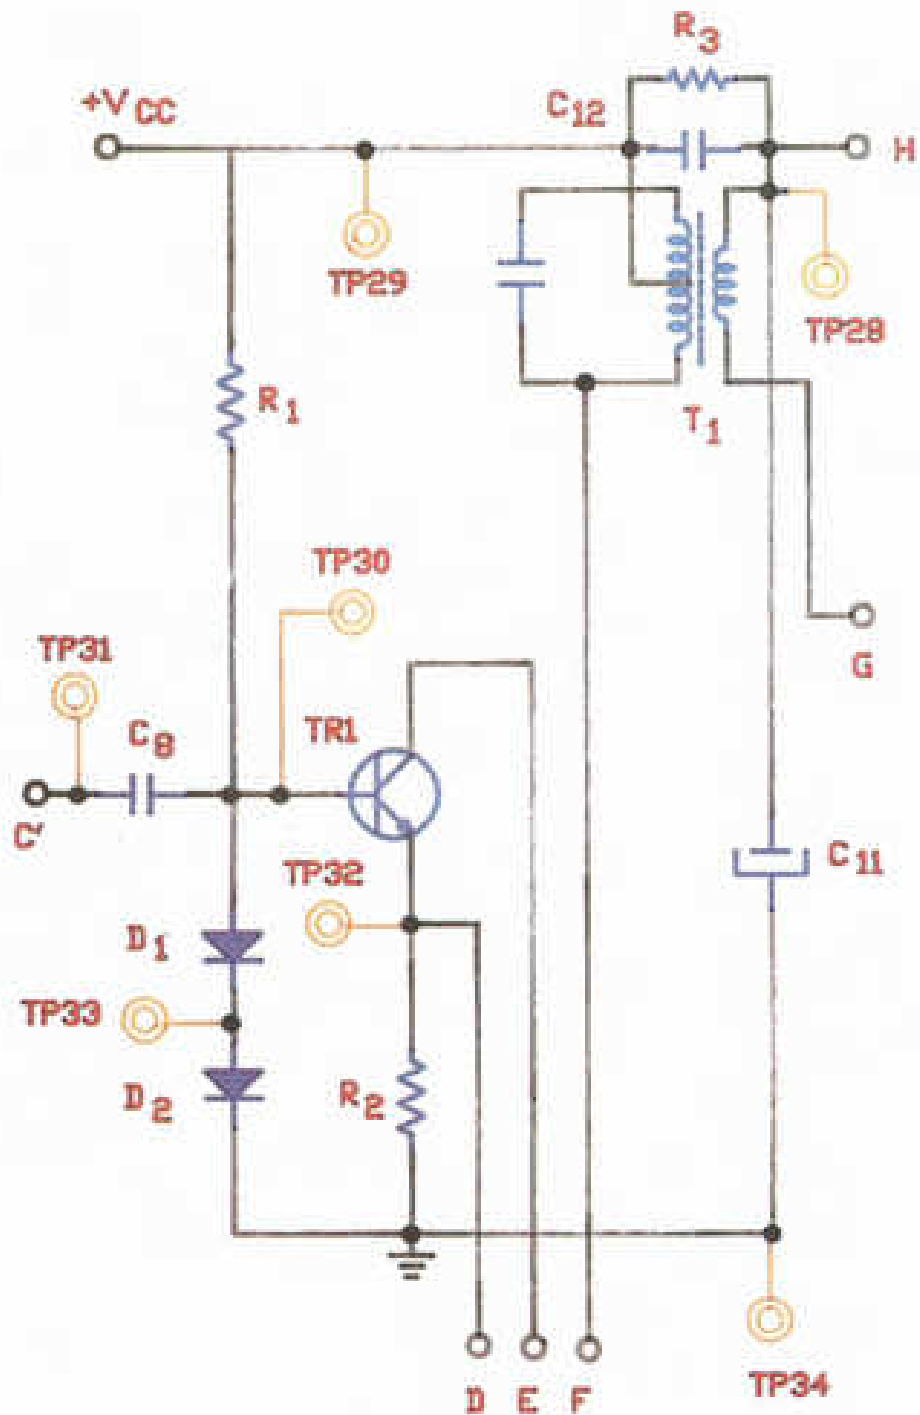 R3
+VCC
C12
H
TP29
TP28
R1
T1
TP30
TP31
G
C8
TR1
C'
TP32
C11
D1
TP33
D2
R2
TP34
D E F